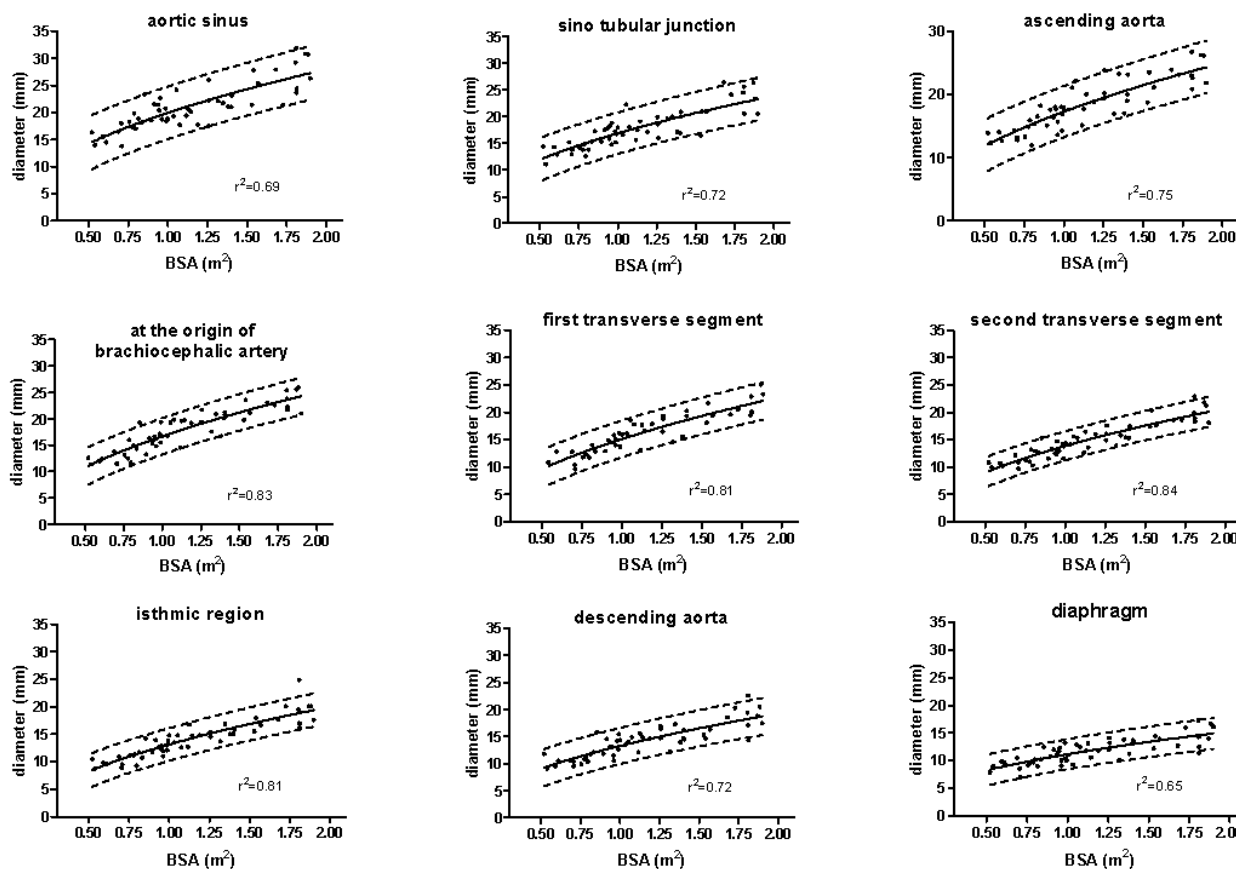 aortic sinus
35
30
25
20
15
10
5
0
diameter (mm)
r²=0.69
0.50 0.75 1.00 1.25 1.50 1.75 2.00
BSA (m²)
sino tubular junction
35
30
25
20
15
10
5
0
diameter (mm)
r²=0.72
0.50 0.75 1.00 1.25 1.50 1.75 2.00
BSA (m²)
ascending aorta
30
20
10
0
diameter (mm)
r²=0.75
0.50 0.75 1.00 1.25 1.50 1.75 2.00
BSA (m²)
at the origin of
brachiocephalic artery
35
30
25
20
15
10
5
0
diameter (mm)
r²=0.83
0.50 0.75 1.00 1.25 1.50 1.75 2.00
BSA (m²)
first transverse segment
35
30
25
20
15
10
5
0
diameter (mm)
r²=0.81
0.50 0.75 1.00 1.25 1.50 1.75 2.00
BSA (m²)
second transverse segment
35
30
25
20
15
10
5
0
diameter (mm)
r²=0.84
0.50 0.75 1.00 1.25 1.50 1.75 2.00
BSA (m²)
isthmic region
35
30
25
20
15
10
5
0
diameter (mm)
r²=0.81
0.50 0.75 1.00 1.25 1.50 1.75 2.00
BSA (m²)
descending aorta
35
30
25
20
15
10
5
0
diameter (mm)
r²=0.72
0.50 0.75 1.00 1.25 1.50 1.75 2.00
BSA (m²)
diaphragm
35
30
25
20
15
10
5
0
diameter (mm)
r²=0.65
0.50 0.75 1.00 1.25 1.50 1.75 2.00
BSA (m²)